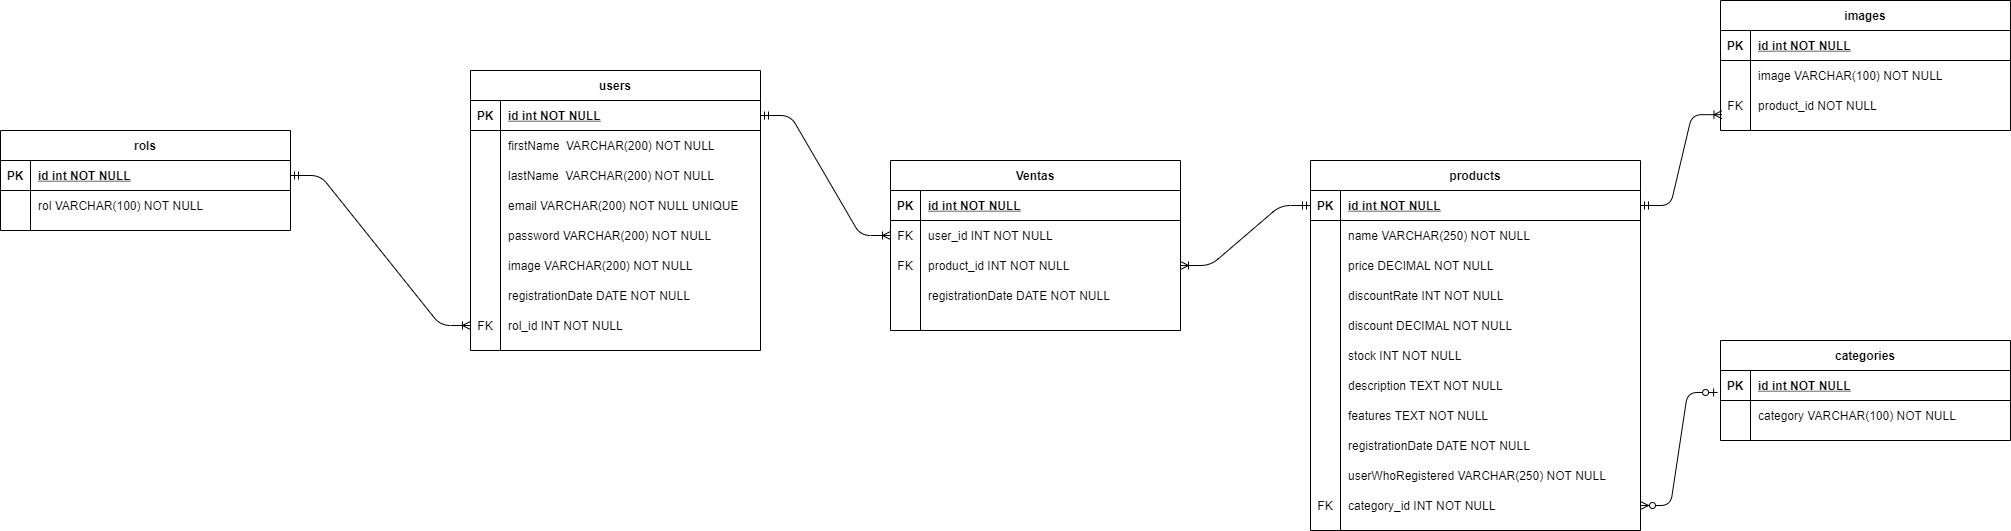 rols
PK id int NOT NULL
rol VARCHAR(100) NOT NULL
users
PK id int NOT NULL
firstName  VARCHAR(200) NOT NULL
lastName  VARCHAR(200) NOT NULL
email VARCHAR(200) NOT NULL UNIQUE
password VARCHAR(200) NOT NULL
image VARCHAR(200) NOT NULL
registrationDate DATE NOT NULL
FK rol_id INT NOT NULL
Ventas
PK id int NOT NULL
FK user_id INT NOT NULL
FK product_id INT NOT NULL
registrationDate DATE NOT NULL
products
PK id int NOT NULL
name VARCHAR(250) NOT NULL
price DECIMAL NOT NULL
discountRate INT NOT NULL
discount DECIMAL NOT NULL
stock INT NOT NULL
description TEXT NOT NULL
features TEXT NOT NULL
registrationDate DATE NOT NULL
userWhoRegistered VARCHAR(250) NOT NULL
FK category_id INT NOT NULL
images
PK id int NOT NULL
image VARCHAR(100) NOT NULL
FK product_id NOT NULL
categories
PK id int NOT NULL
category VARCHAR(100) NOT NULL